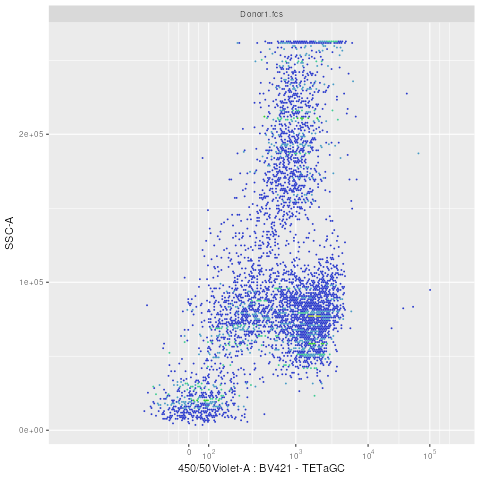 Donor1.fcs
SSC-A
2e+05
1e+05
0e+00
0 10² 10³ 10⁴ 10⁵
450/50Violet-A : BV421 - TETaGC